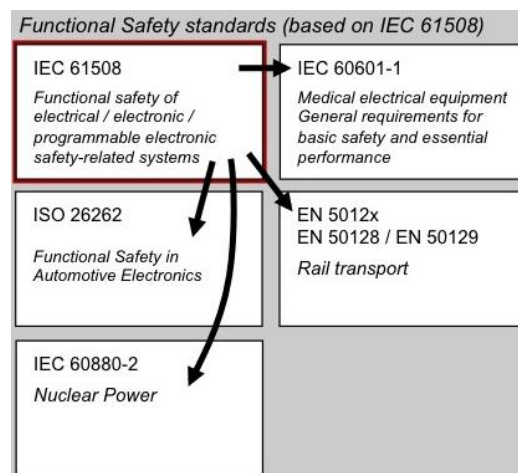 Functional Safety standards (based on IEC 61508)
IEC 61508
Functional safety of
electrical / electronic /
programmable electronic
safety-related systems
IEC 60601-1
Medical electrical equipment
General requirements for
basic safety and essential
performance
ISO 26262
Functional Safety in
Automotive Electronics
EN 5012x
EN 50128 / EN 50129
Rail transport
IEC 60880-2
Nuclear Power